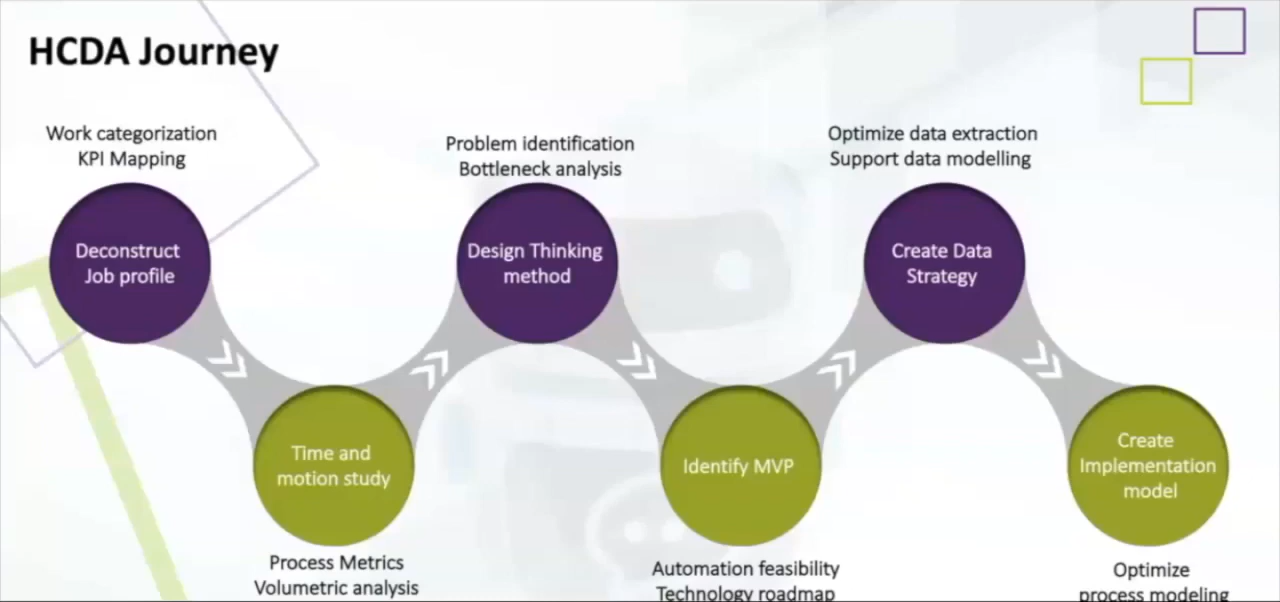 HCDA Journey
Work categorization
KPI Mapping
Deconstruct
Job profile
Time and
motion study
Process Metrics
Volumetric analysis
Problem identification
Bottleneck analysis
Design Thinking
method
Identify MVP
Automation feasibility
Technology roadmap
Optimize data extraction
Support data modelling
Create Data
Strategy
Create
Implementation
model
Optimize
process modeling